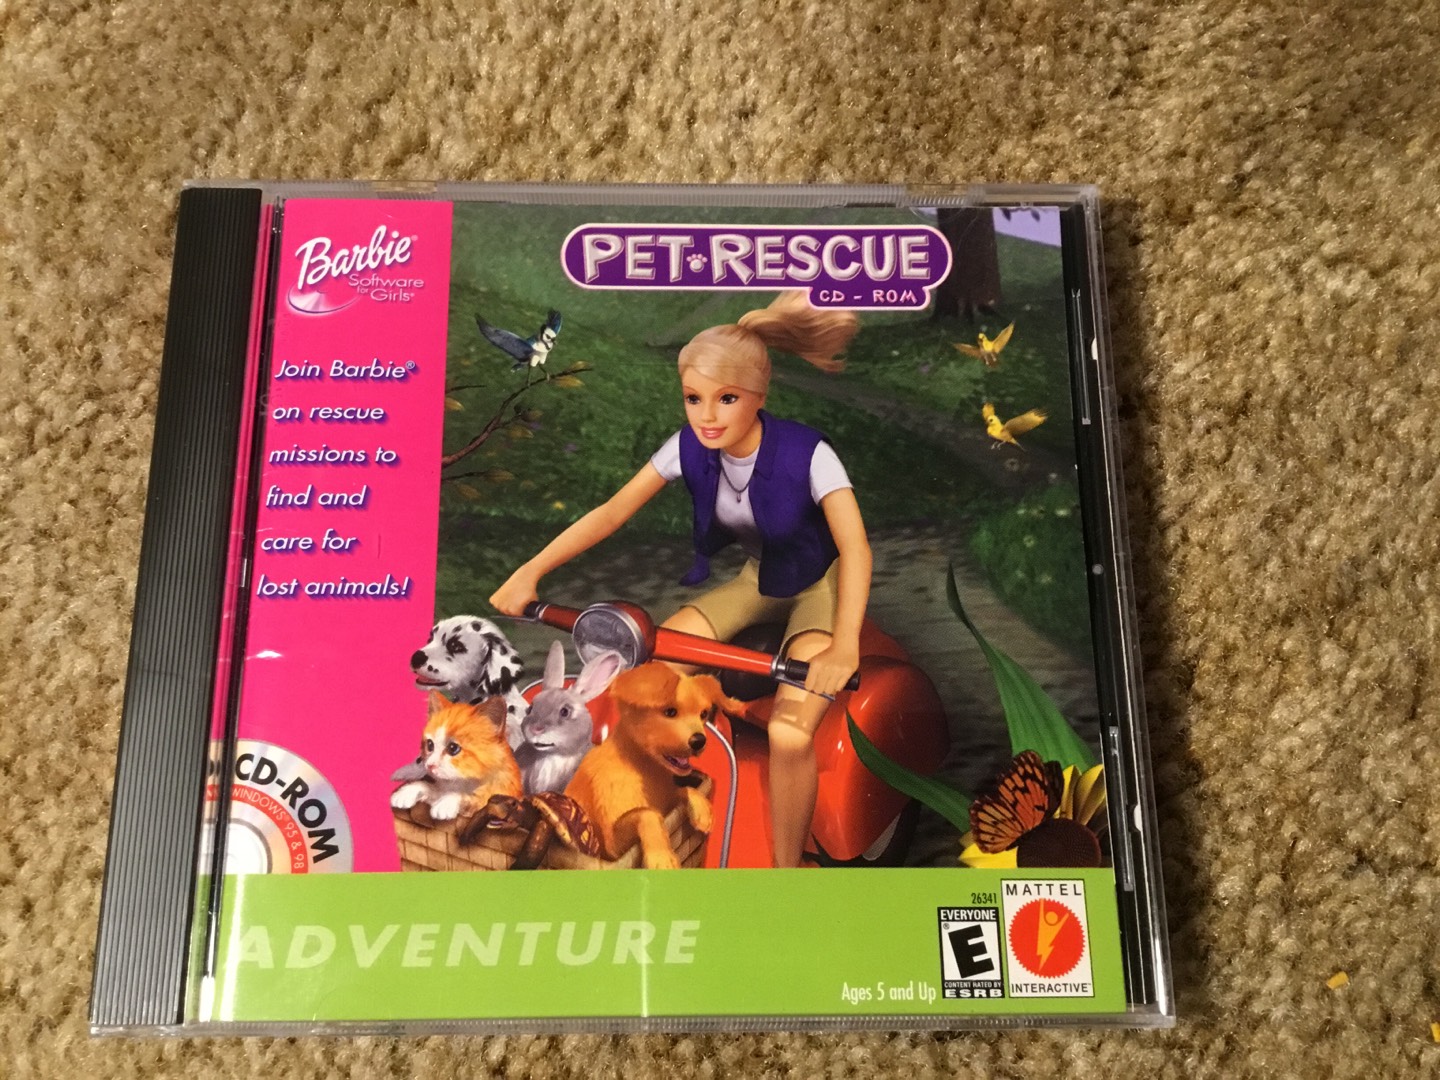 Barbie®
Software
for Girls®
PET RESCUE
CD - ROM
Join Barbie®
on rescue
missions to
find and
care for
lost animals!
CD-ROM
WINDOWS® 95 & 98
ADVENTURE
Ages 5 and Up
26341
EVERYONE
E
CONTENT RATED BY
ESRB
MATTEL
INTERACTIVE™